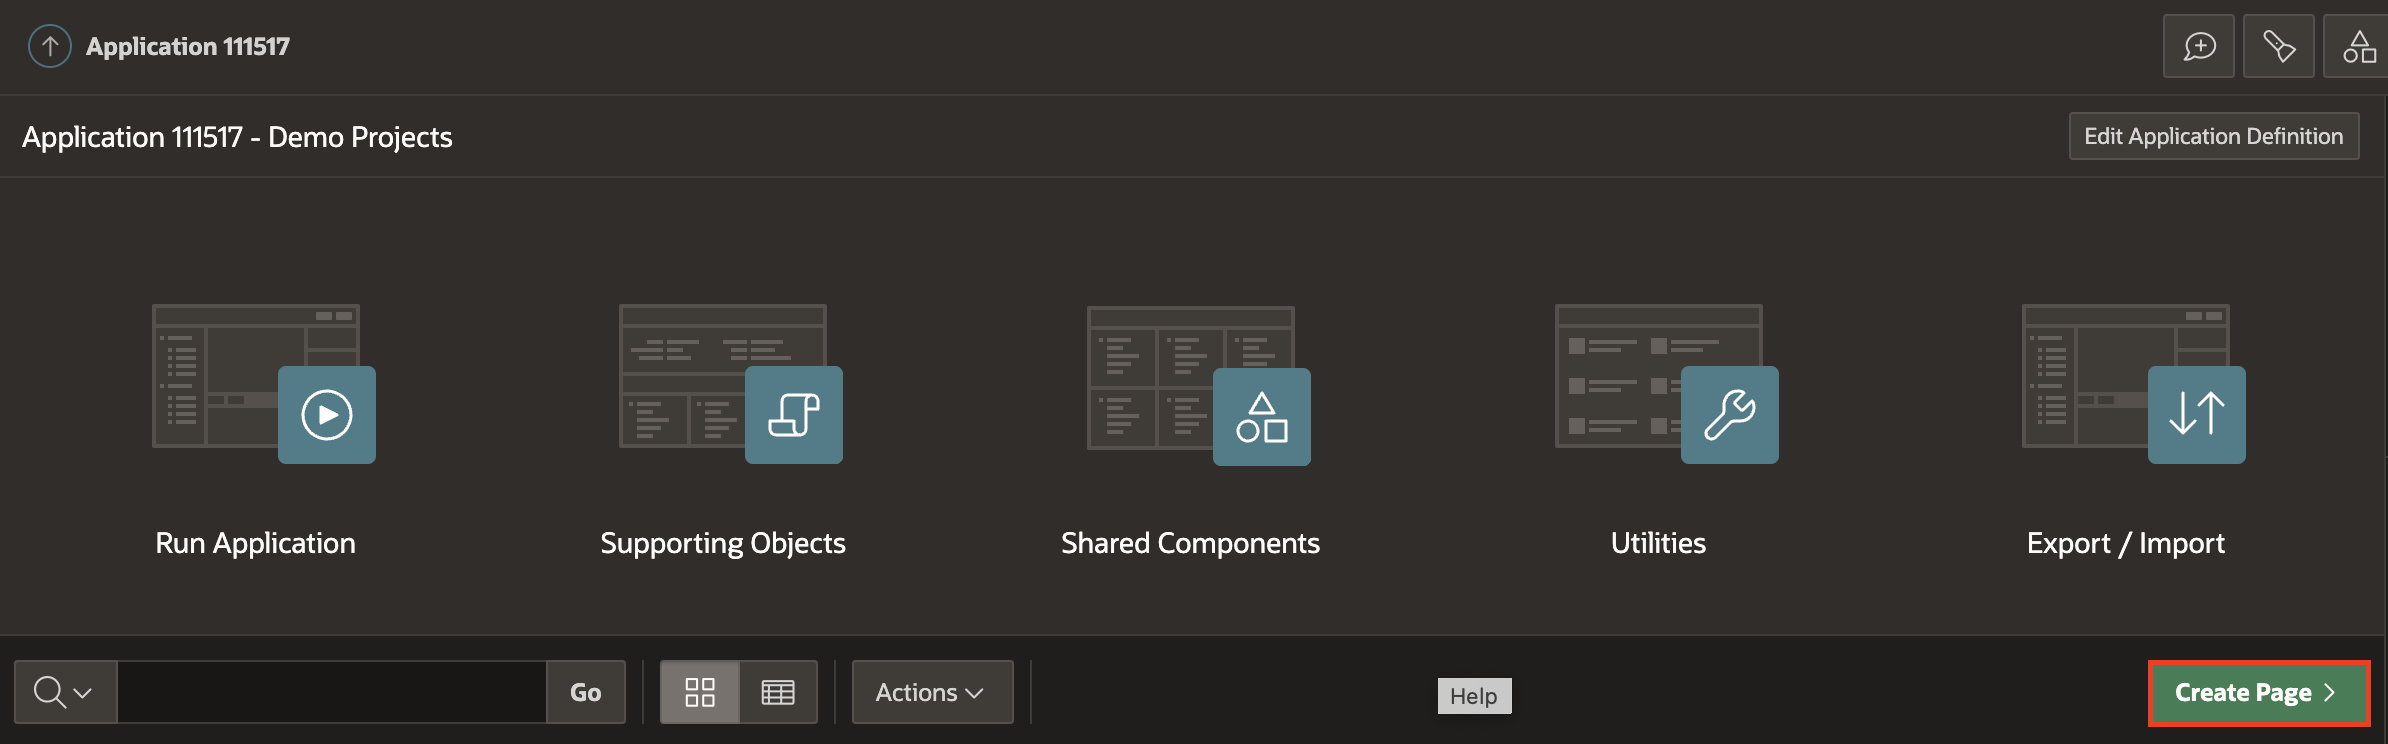 Application 111517
Application 111517 - Demo Projects
Edit Application Definition
Run Application
Supporting Objects
Shared Components
Utilities
Export / Import
Go
Actions
Help
Create Page